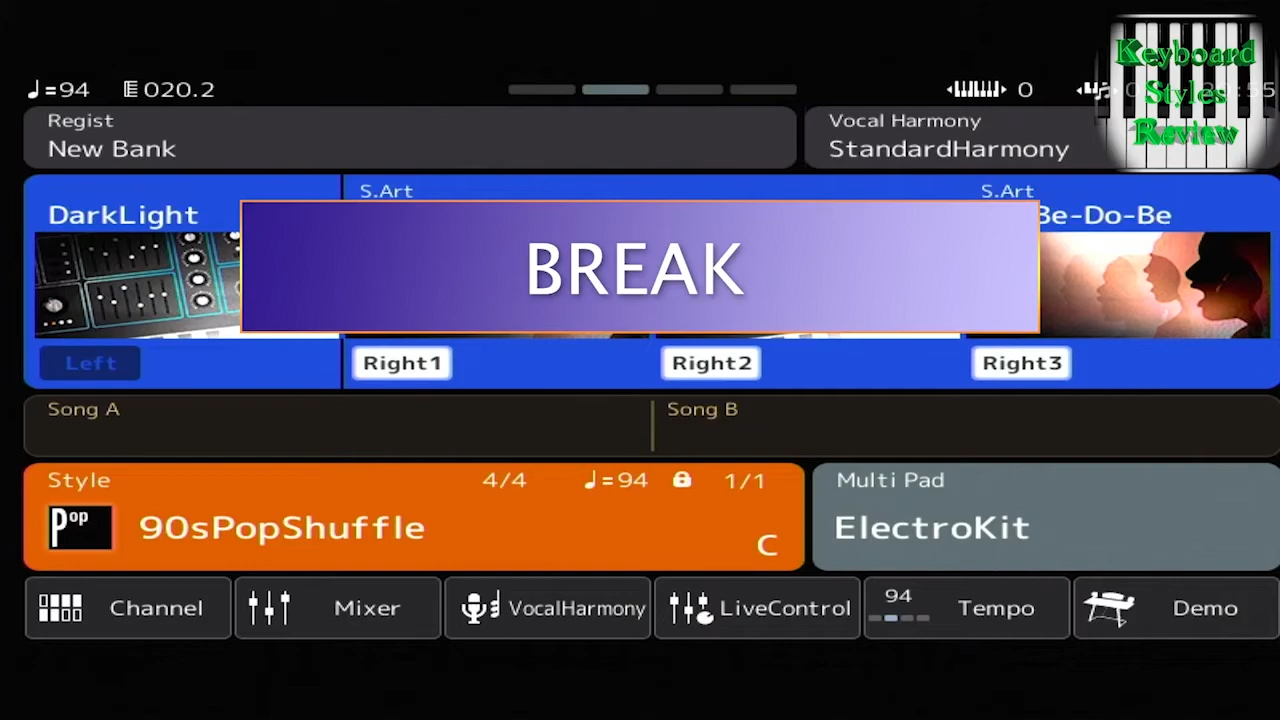 ♩=94
020.2
0
Keyboard
Styles
Review
Regist
New Bank
Vocal Harmony
StandardHarmony
S.Art
S.Art
DarkLight
Be-Do-Be
BREAK
Left
Right1
Right2
Right3
Song A
Song B
Style
4/4
♩=94
1/1
Pop
90sPopShuffle
C
Multi Pad
ElectroKit
Channel
Mixer
VocalHarmony
LiveControl
94
Tempo
Demo